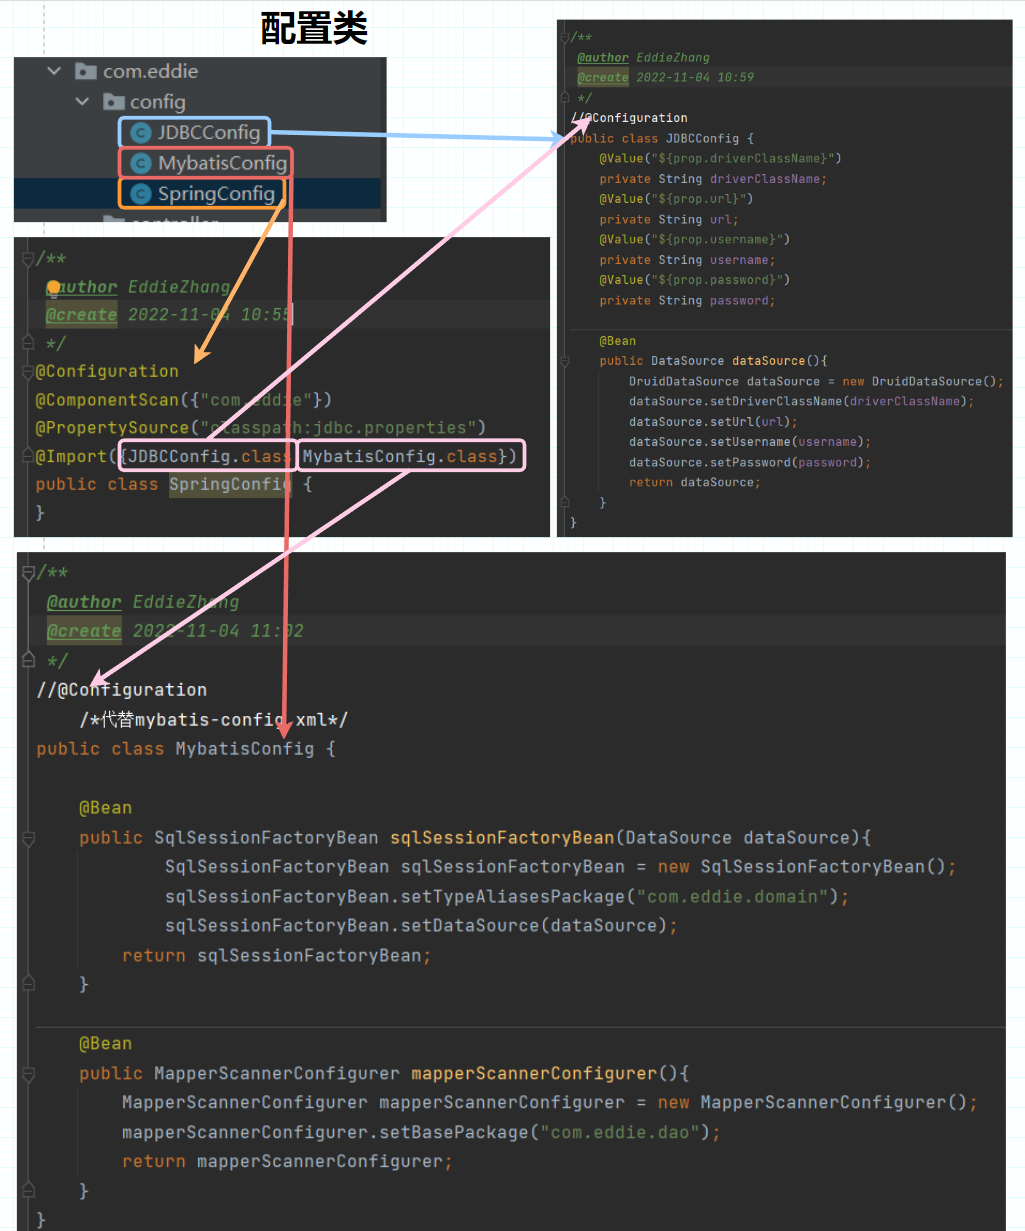 配置类
com.eddie
config
JDBCConfig
MybatisConfig
SpringConfig
/**
@author EddieZhang
@create 2022-11-04 10:59
*/
//@Configuration
public class JDBCConfig {
@Value("${prop.driverClassName}")
private String driverClassName;
@Value("${prop.url}")
private String url;
@Value("${prop.username}")
private String username;
@Value("${prop.password}")
private String password;
@Bean
public DataSource dataSource(){
DruidDataSource dataSource = new DruidDataSource();
dataSource.setDriverClassName(driverClassName);
dataSource.setUrl(url);
dataSource.setUsername(username);
dataSource.setPassword(password);
return dataSource;
}
}
/**
@author EddieZhang
@create 2022-11-04 10:55
*/
@Configuration
@ComponentScan({"com.eddie"})
@PropertySource("classpath:jdbc.properties")
@Import({JDBCConfig.class MybatisConfig.class})
public class SpringConfig {
}
/**
@author EddieZhang
@create 2022-11-04 11:02
*/
//@Configuration
/*代替mybatis-config.xml*/
public class MybatisConfig {
@Bean
public SqlSessionFactoryBean sqlSessionFactoryBean(DataSource dataSource){
SqlSessionFactoryBean sqlSessionFactoryBean = new SqlSessionFactoryBean();
sqlSessionFactoryBean.setTypeAliasesPackage("com.eddie.domain");
sqlSessionFactoryBean.setDataSource(dataSource);
return sqlSessionFactoryBean;
}
@Bean
public MapperScannerConfigurer mapperScannerConfigurer(){
MapperScannerConfigurer mapperScannerConfigurer = new MapperScannerConfigurer();
mapperScannerConfigurer.setBasePackage("com.eddie.dao");
return mapperScannerConfigurer;
}
}